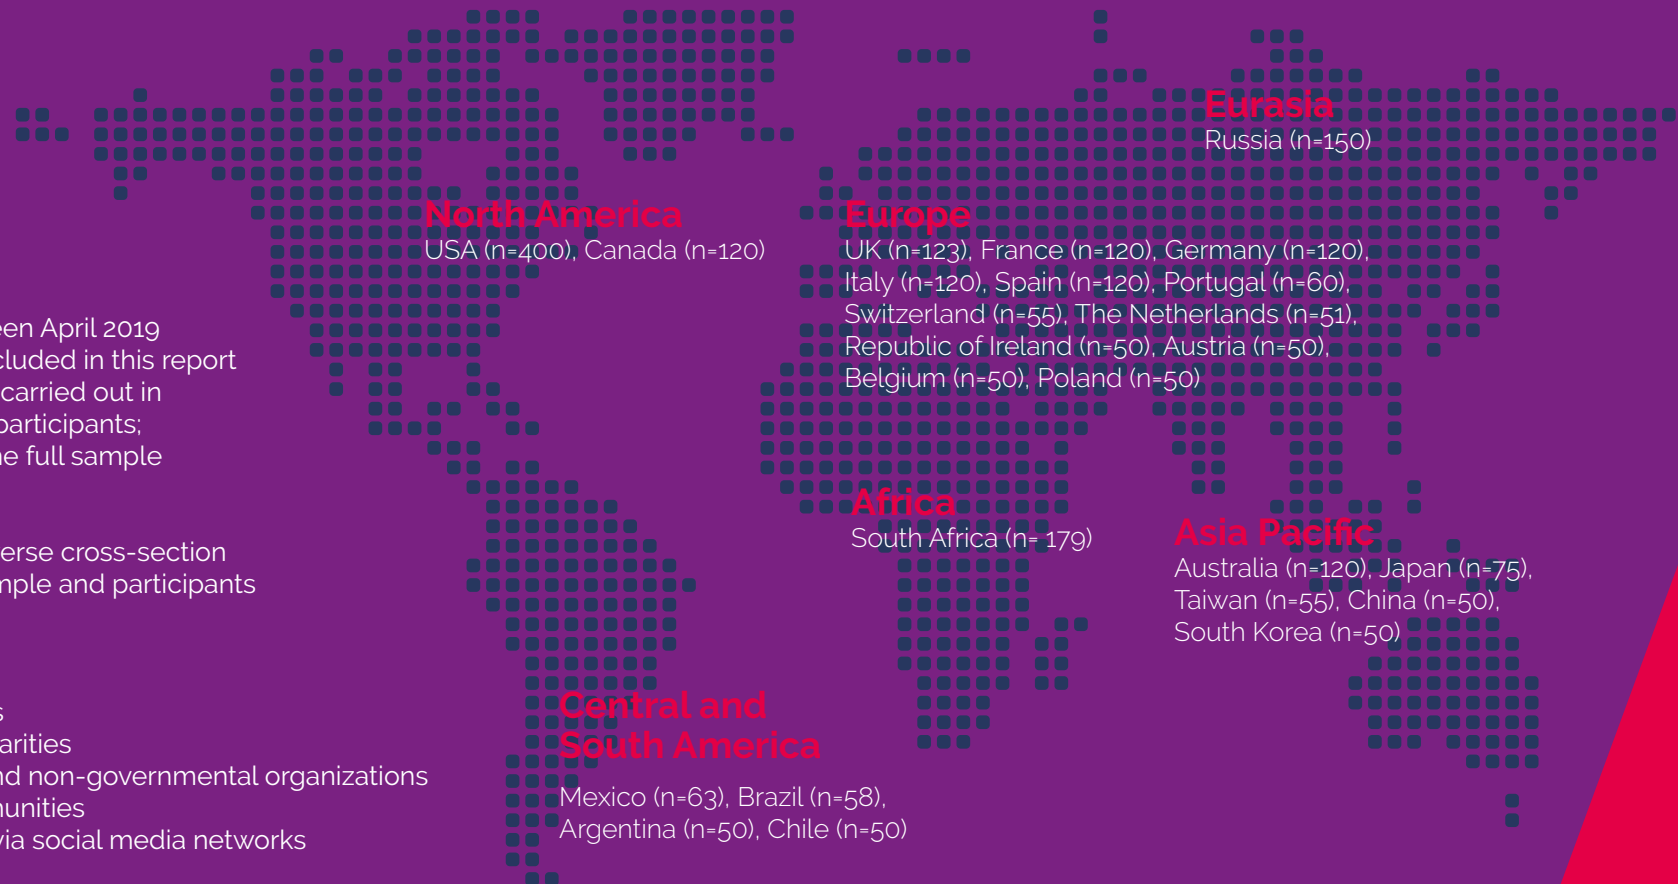 een April 2019
cluded in this report
carried out in
participants;
e full sample
erse cross-section
mple and participants
s
arities
nd non-governmental organizations
munities
via social media networks
North America
USA (n=400), Canada (n=120)
Central and
South America
Mexico (n=63), Brazil (n=58),
Argentina (n=50), Chile (n=50)
Europe
UK (n=123), France (n=120), Germany (n=120),
Italy (n=120), Spain (n=120), Portugal (n=60),
Switzerland (n=55), The Netherlands (n=51),
Republic of Ireland (n=50), Austria (n=50),
Belgium (n=50), Poland (n=50)
Africa
South Africa (n= 179)
Eurasia
Russia (n=150)
Asia Pacific
Australia (n=120), Japan (n=75),
Taiwan (n=55), China (n=50),
South Korea (n=50)